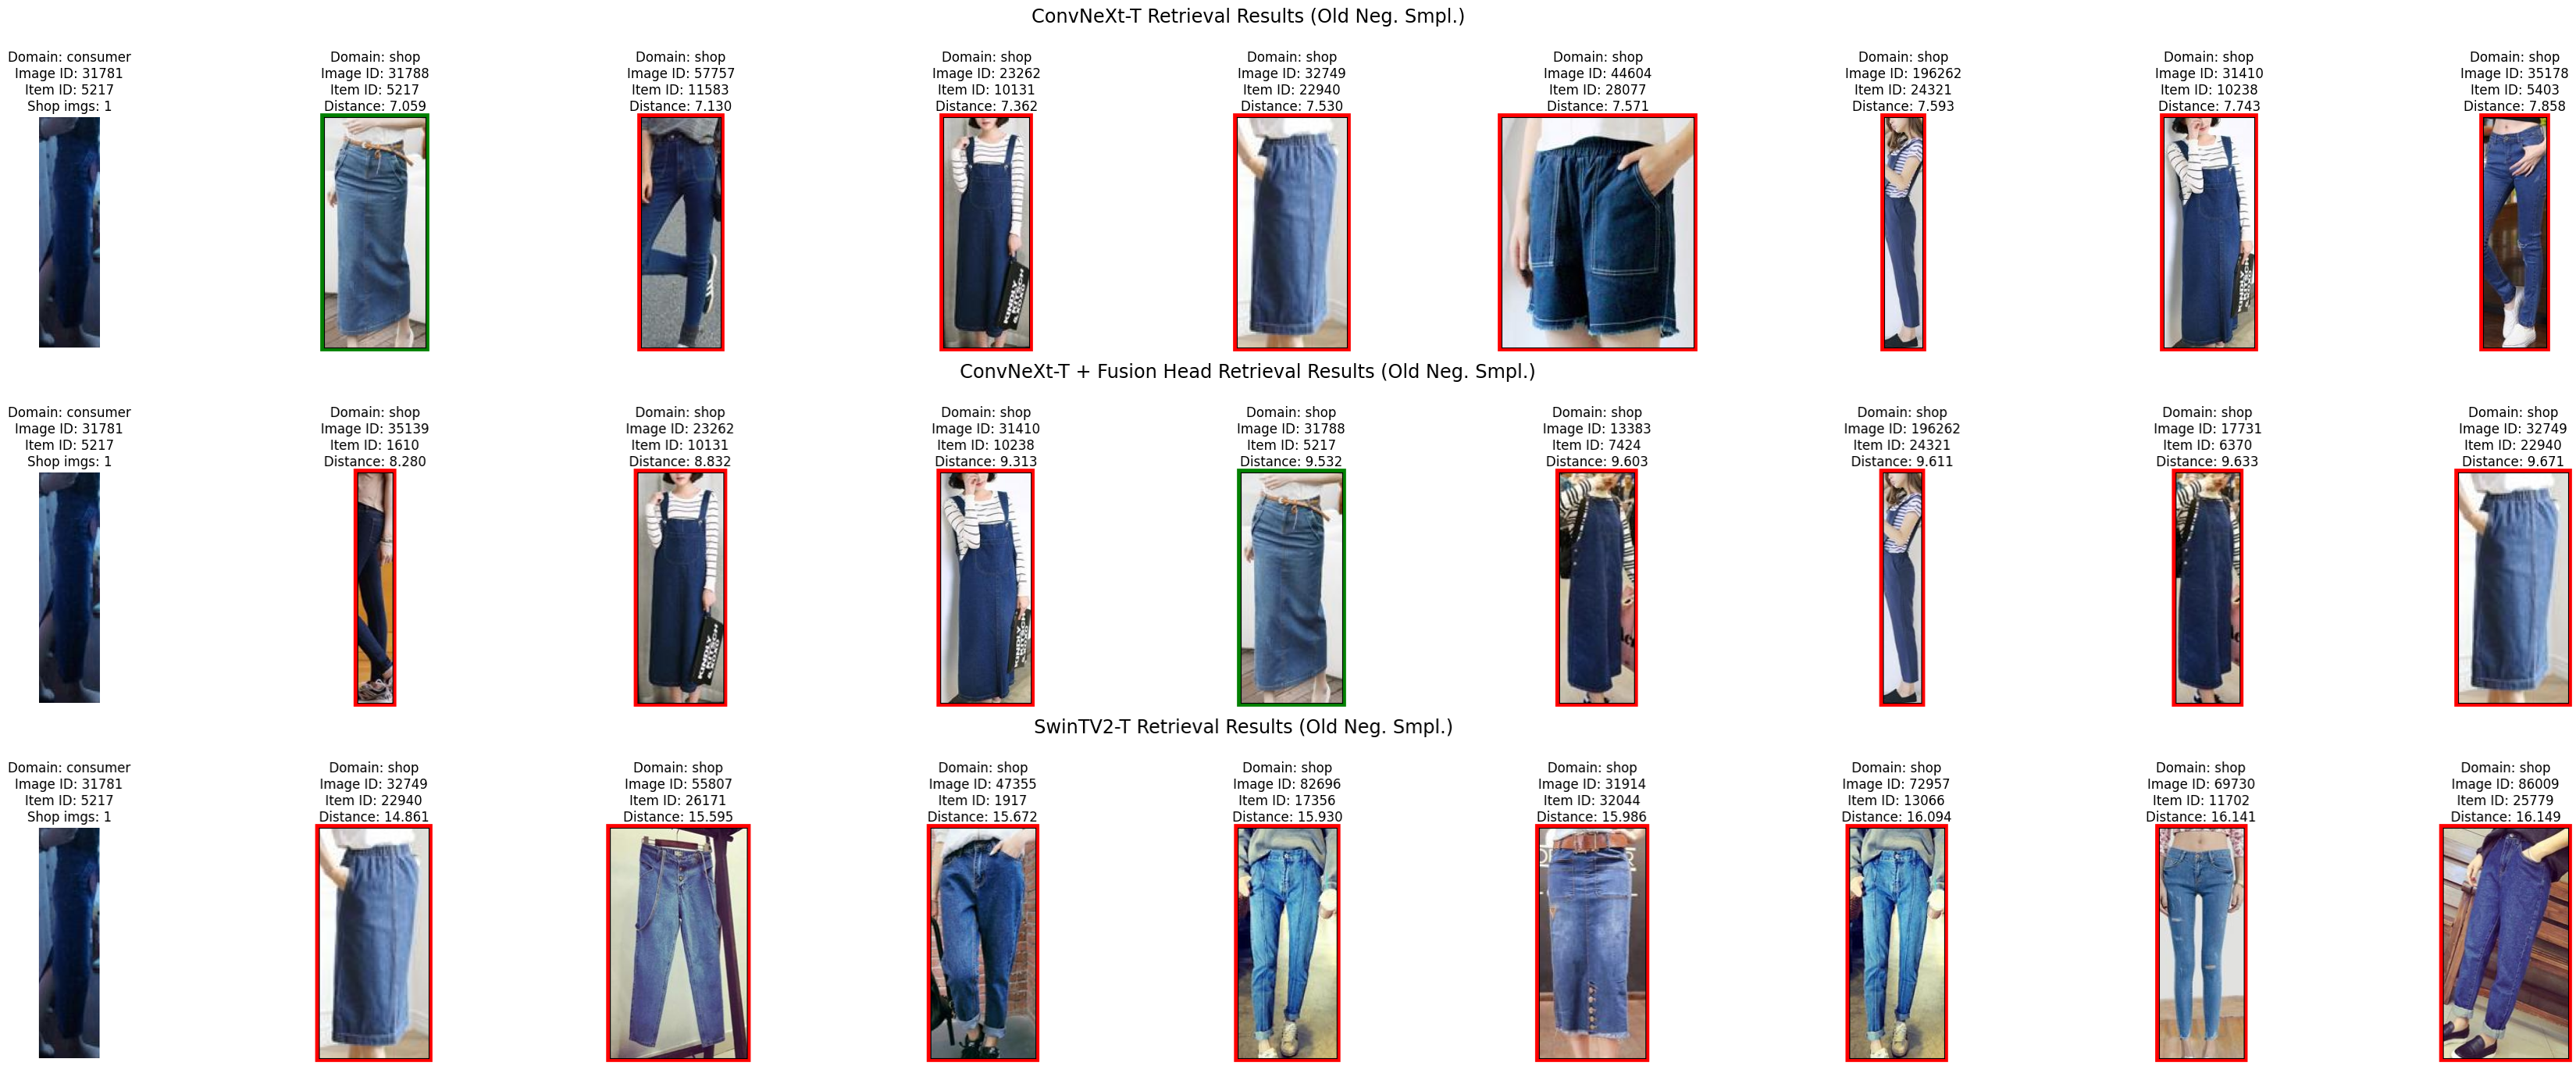 ConvNeXt-T Retrieval Results (Old Neg. Smpl.)
Domain: consumer
Image ID: 31781
Item ID: 5217
Shop imgs: 1
Domain: shop
Image ID: 31788
Item ID: 5217
Distance: 7.059
Domain: shop
Image ID: 57757
Item ID: 11583
Distance: 7.130
Domain: shop
Image ID: 23262
Item ID: 10131
Distance: 7.362
Domain: shop
Image ID: 32749
Item ID: 22940
Distance: 7.530
Domain: shop
Image ID: 44604
Item ID: 28077
Distance: 7.571
Domain: shop
Image ID: 196262
Item ID: 24321
Distance: 7.593
Domain: shop
Image ID: 31410
Item ID: 10238
Distance: 7.743
Domain: shop
Image ID: 35178
Item ID: 5403
Distance: 7.858
ConvNeXt-T + Fusion Head Retrieval Results (Old Neg. Smpl.)
Domain: consumer
Image ID: 31781
Item ID: 5217
Shop imgs: 1
Domain: shop
Image ID: 35139
Item ID: 1610
Distance: 8.280
Domain: shop
Image ID: 23262
Item ID: 10131
Distance: 8.832
Domain: shop
Image ID: 31410
Item ID: 10238
Distance: 9.313
Domain: shop
Image ID: 31788
Item ID: 5217
Distance: 9.532
Domain: shop
Image ID: 13383
Item ID: 7424
Distance: 9.603
Domain: shop
Image ID: 196262
Item ID: 24321
Distance: 9.611
Domain: shop
Image ID: 17731
Item ID: 6370
Distance: 9.633
Domain: shop
Image ID: 32749
Item ID: 22940
Distance: 9.671
SwinTV2-T Retrieval Results (Old Neg. Smpl.)
Domain: consumer
Image ID: 31781
Item ID: 5217
Shop imgs: 1
Domain: shop
Image ID: 32749
Item ID: 22940
Distance: 14.861
Domain: shop
Image ID: 55807
Item ID: 26171
Distance: 15.595
Domain: shop
Image ID: 47355
Item ID: 1917
Distance: 15.672
Domain: shop
Image ID: 82696
Item ID: 17356
Distance: 15.930
Domain: shop
Image ID: 31914
Item ID: 32044
Distance: 15.986
Domain: shop
Image ID: 72957
Item ID: 13066
Distance: 16.094
Domain: shop
Image ID: 69730
Item ID: 11702
Distance: 16.141
Domain: shop
Image ID: 86009
Item ID: 25779
Distance: 16.149